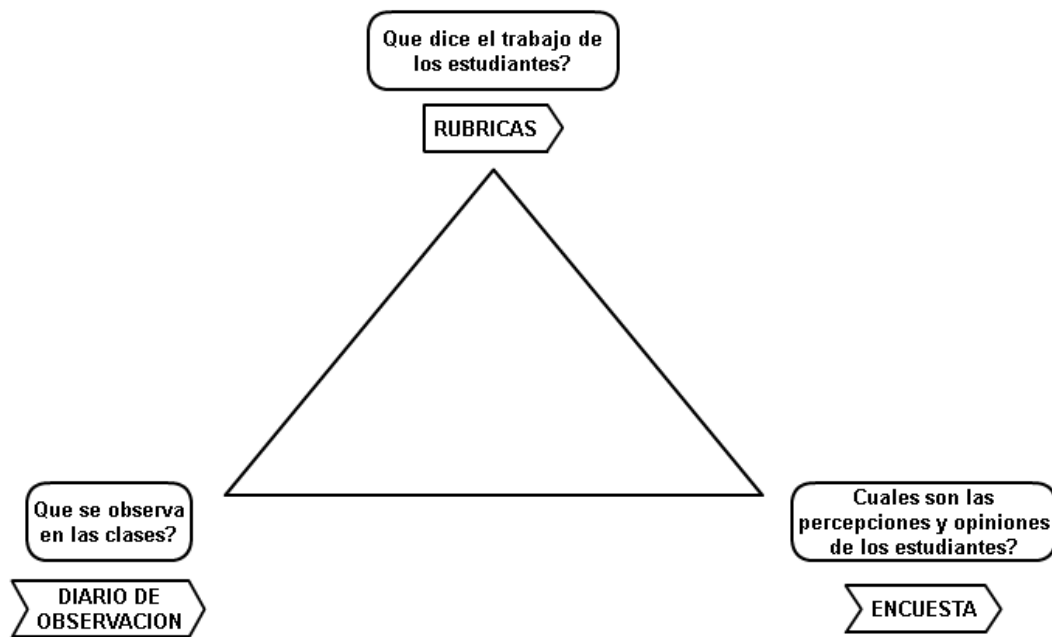 Que dice el trabajo de
los estudiantes?
RUBRICAS
Que se observa
en las clases?
DIARIO DE
OBSERVACION
Cuales son las
percepciones y opiniones
de los estudiantes?
ENCUESTA